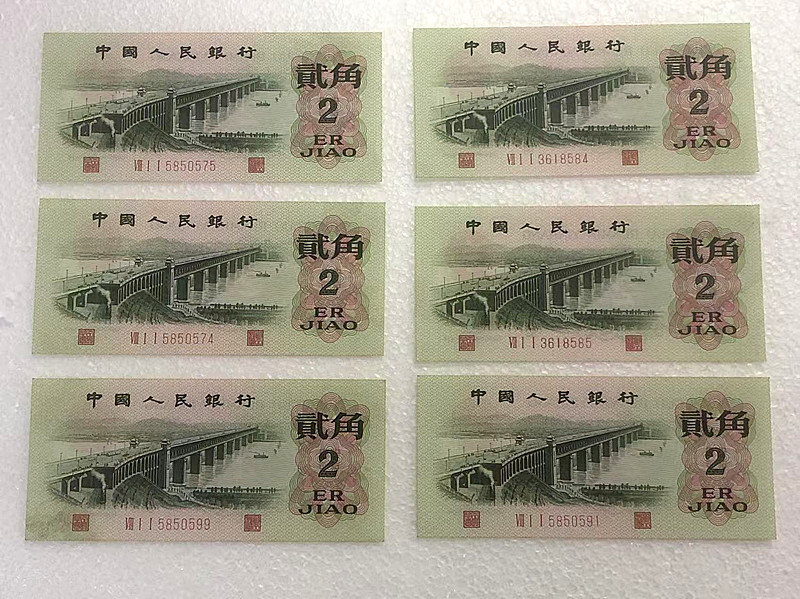 中國人民銀行
貳角
2
ER
JIAO
Ⅷ I I 5850575
中國人民銀行
貳角
2
ER
JIAO
Ⅷ I I 3618584
中國人民銀行
貳角
2
ER
JIAO
Ⅷ I I 5850574
中國人民銀行
貳角
2
ER
JIAO
Ⅷ I I 3618585
中國人民銀行
貳角
2
ER
JIAO
Ⅷ I I 5850599
中國人民銀行
貳角
2
ER
JIAO
Ⅷ I I 5850591